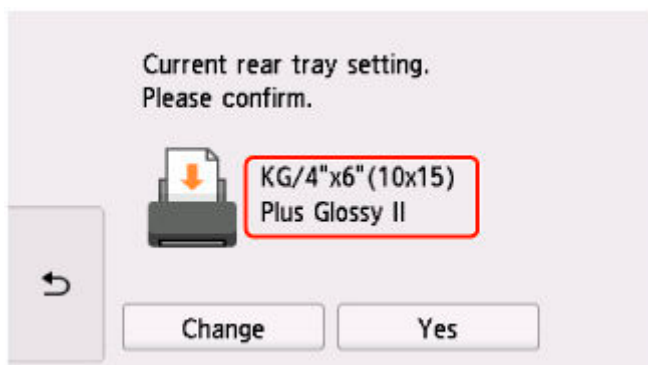 Current rear tray setting.
Please confirm.
KG/4"x6"(10x15)
Plus Glossy II
Change
Yes